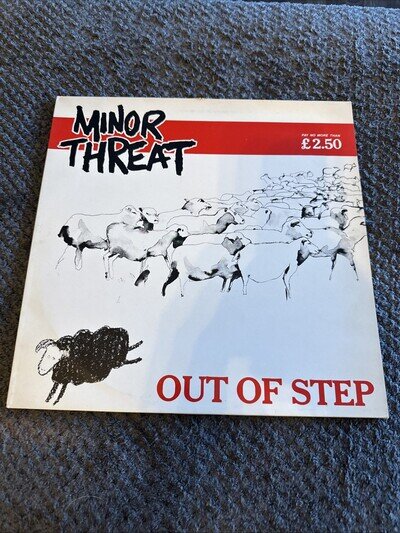 MINOR
THREAT
PAY NO MORE THAN
£2.50
OUT OF STEP